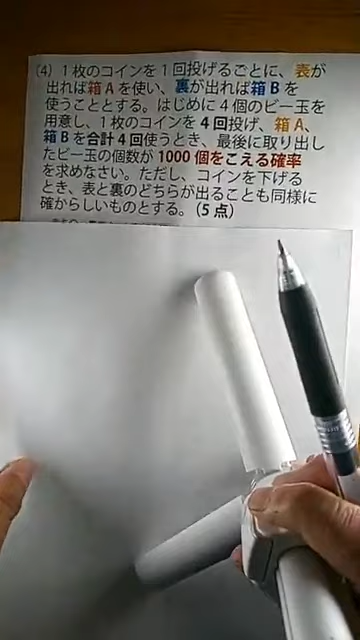 (4) 1枚のコインを1回投げるごとに、表が
出れば箱Aを使い、裏が出れば箱Bを
使うこととする。はじめに4個のビー玉を
用意し、1枚のコインを4回投げ、箱A、
箱Bを合計4回使うとき、最後に取り出し
たビー玉の個数が1000個をこえる確率
を求めなさい。ただし、コインを下げる
とき、表と裏のどちらが出ることも同様に
確からしいものとする。(5点)